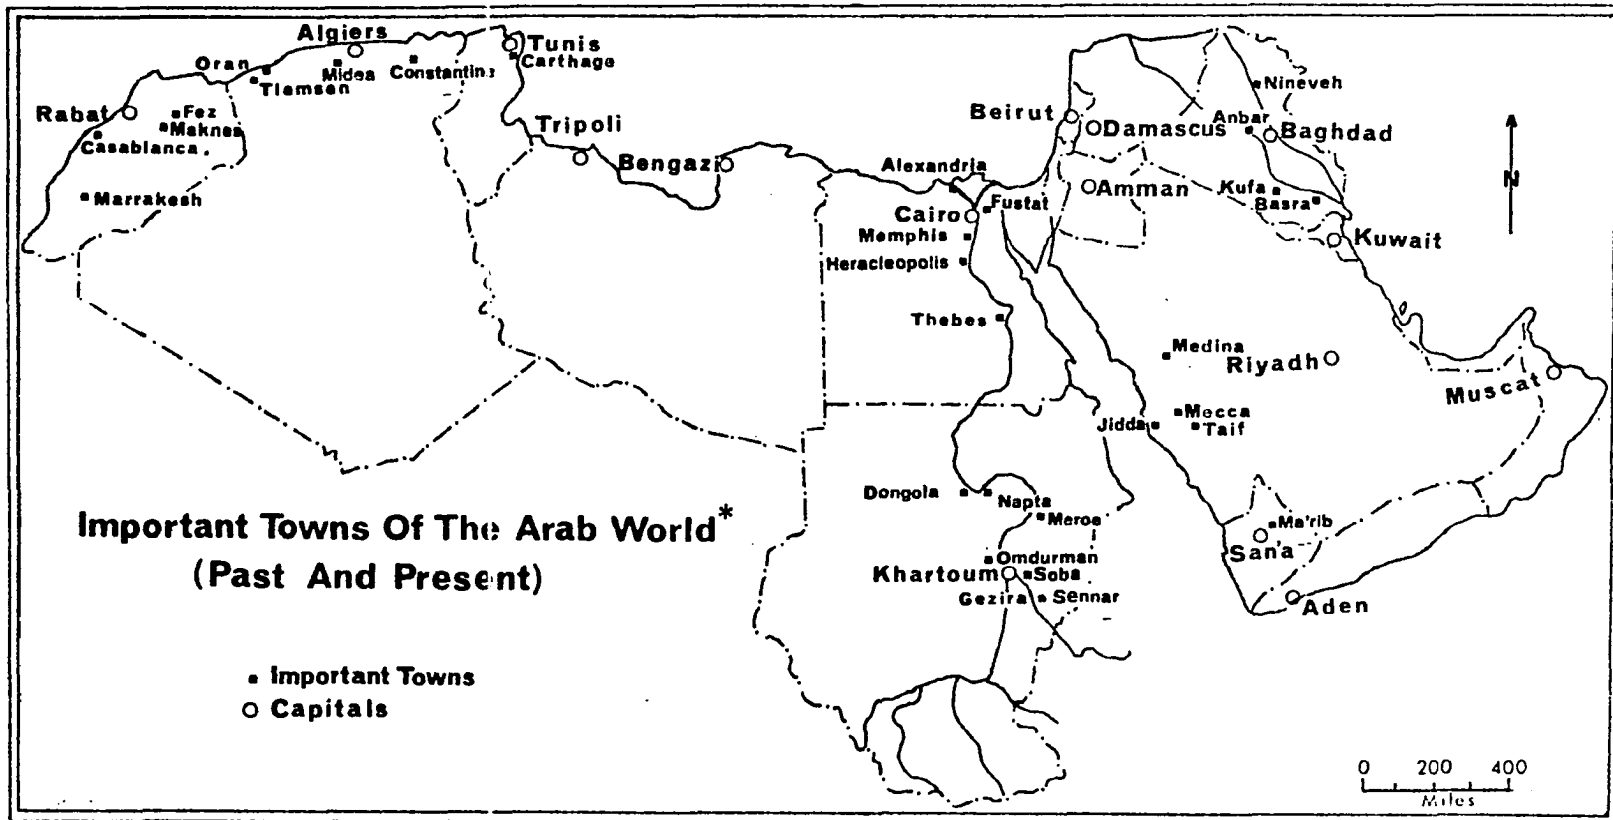 Algiers
Tunis
Carthage
Oran
Tlemsen
Midea
Constantine
Rabat
Fez
Maknes
Casablanca
Marrakesh
Tripoli
Bengazi
Alexandria
Cairo
Fustat
Memphis
Heracleopolis
Thebes
Beirut
Damascus
Amman
Nineveh
Anbar
Baghdad
Kufa
Basra
Kuwait
N
Medina
Riyadh
Muscat
Mecca
Jidda
Taif
Dongola
Napta
Meroe
Omdurman
Khartoum
Soba
Gezira
Sennar
Ma'rib
San'a
Aden
Important Towns Of The Arab World*
(Past And Present)
Important Towns
Capitals
0 200 400
Miles